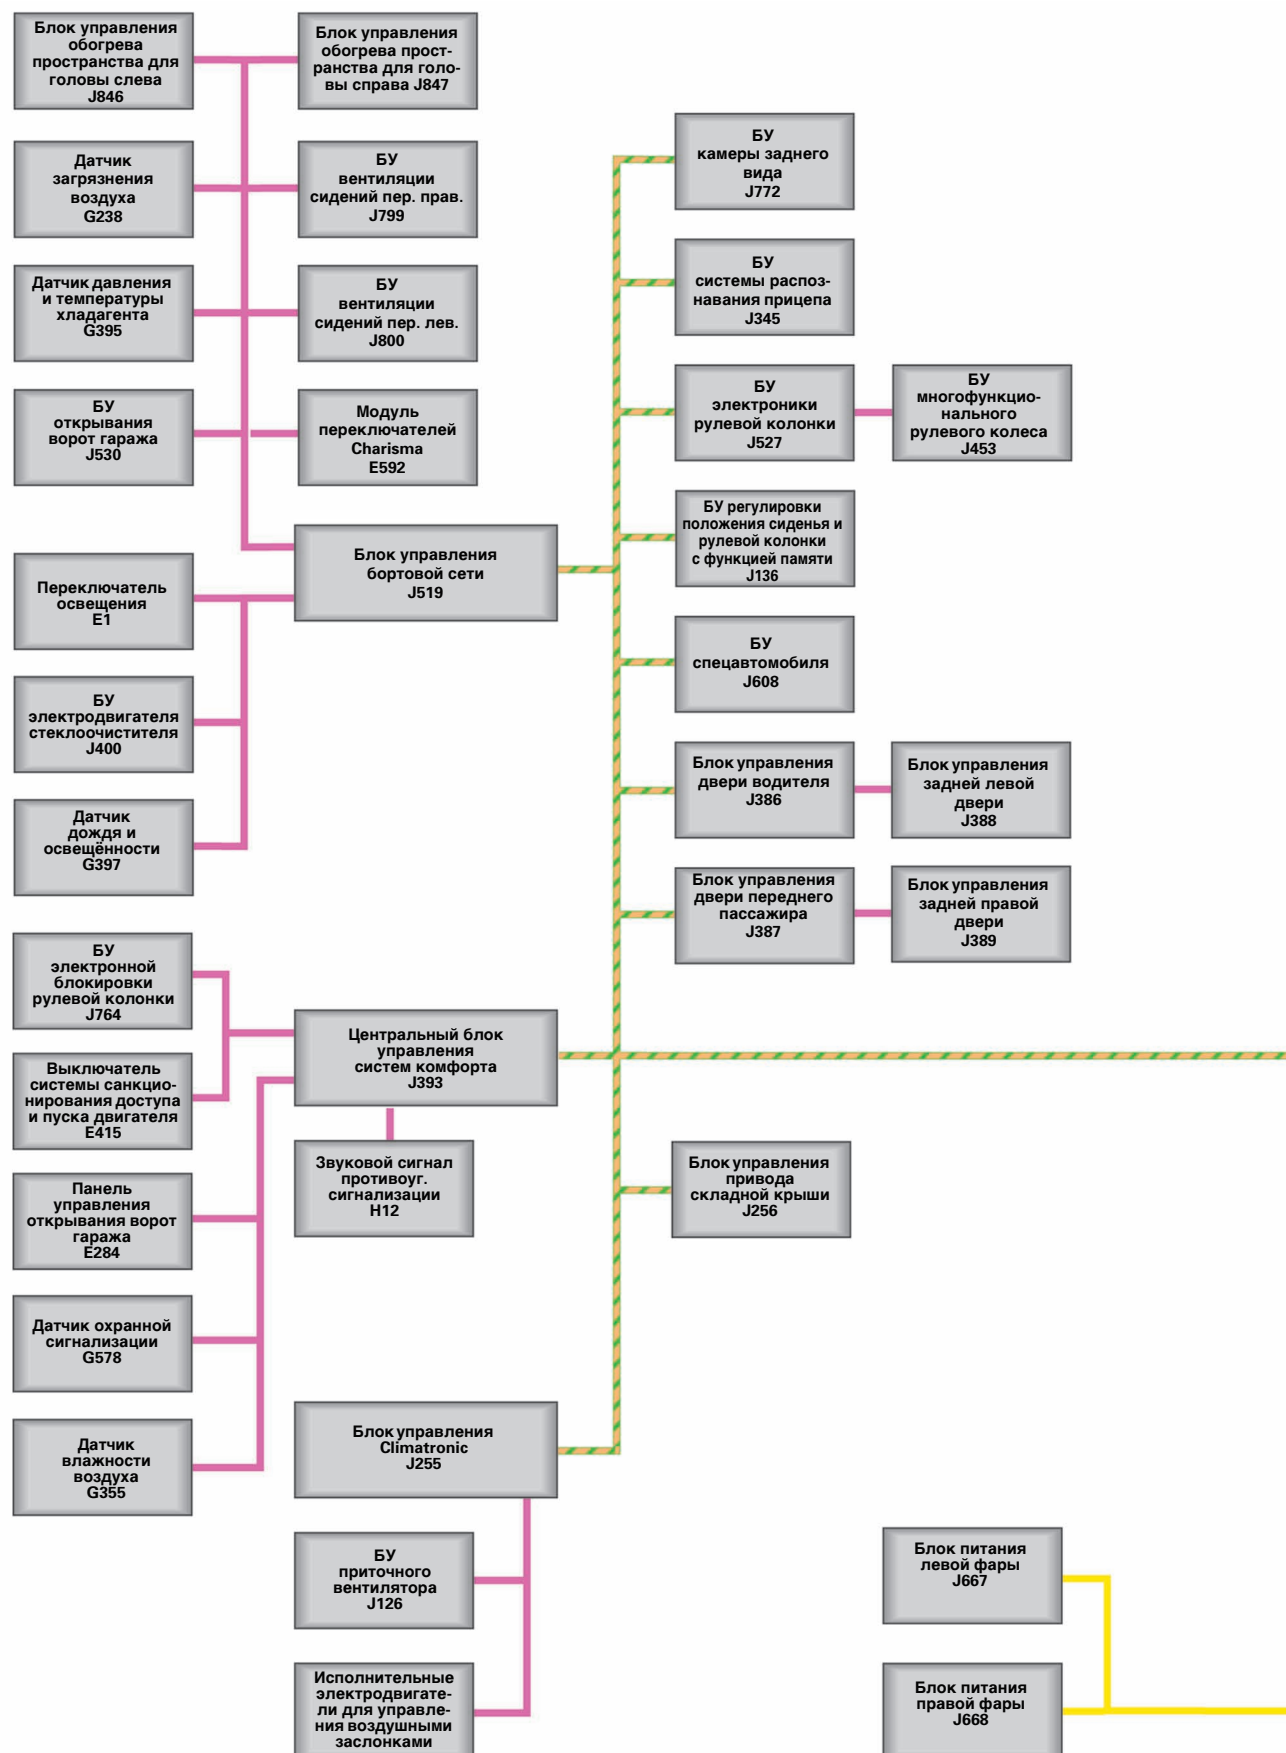 Блок управления
обогрева
пространства для
головы слева
J846
Блок управления
обогрева прост-
ранства для голо-
вы справа J847
Датчик
загрязнения
воздуха
G238
БУ
вентиляции
сидений пер. прав.
J799
Датчик давления
и температуры
хладагента
G395
БУ
вентиляции
сидений пер. лев.
J800
БУ
открывания
ворот гаража
J530
Модуль
переключателей
Charisma
E592
Блок управления
бортовой сети
J519
Переключатель
освещения
E1
БУ
электродвигателя
стеклоочистителя
J400
Датчик
дождя и
освещённости
G397
БУ
камеры заднего
вида
J772
БУ
системы распоз-
навания прицепа
J345
БУ
электроники
рулевой колонки
J527
БУ
многофункцио-
нального
рулевого колеса
J453
БУ регулировки
положения сиденья и
рулевой колонки
с функцией памяти
J136
БУ
спецавтомобиля
J608
Блок управления
двери водителя
J386
Блок управления
задней левой
двери
J388
Блок управления
двери переднего
пассажира
J387
Блок управления
задней правой
двери
J389
БУ
электронной
блокировки
рулевой колонки
J764
Центральный блок
управления
систем комфорта
J393
Выключатель
системы санкцио-
нирования доступа
и пуска двигателя
E415
Звуковой сигнал
противоуг.
сигнализации
H12
Панель
управления
открывания ворот
гаража
E284
Датчик охранной
сигнализации
G578
Датчик
влажности
воздуха
G355
Блок управления
привода
складной крыши
J256
Блок управления
Climatronic
J255
БУ
приточного
вентилятора
J126
Исполнительные
электродвигате-
ли для управле-
ния воздушными
заслонками
Блок питания
левой фары
J667
Блок питания
правой фары
J668